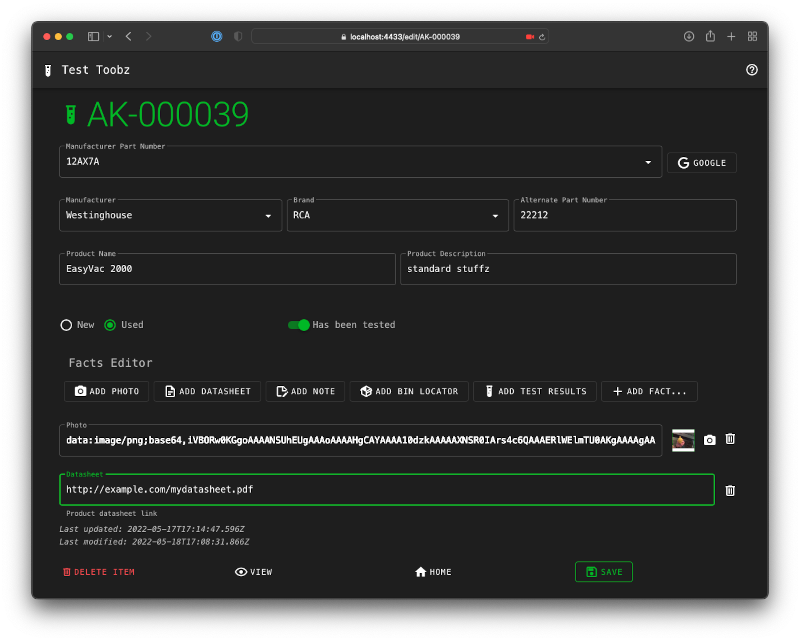 localhost:4433/edit/AK-000039
Test Toobz
AK-000039
Manufacturer Part Number
12AX7A
GOOGLE
Manufacturer
Westinghouse
Brand
RCA
Alternate Part Number
22212
Product Name
EasyVac 2000
Product Description
standard stuffz
New
Used
Has been tested
Facts Editor
ADD PHOTO
ADD DATASHEET
ADD NOTE
ADD BIN LOCATOR
ADD TEST RESULTS
ADD FACT...
Photo
data:image/png;base64,iVBORw0KGgoAAAANSUhEUgAAAoAAAAHgCAYAAAA10dzkAAAAAXNSR0IArs4c6QAAAERlWElmTU0AKgAAAAgAA
Datasheet
http://example.com/mydatasheet.pdf
Product datasheet link
Last updated: 2022-05-17T17:14:47.596Z
Last modified: 2022-05-18T17:08:31.866Z
DELETE ITEM
VIEW
HOME
SAVE